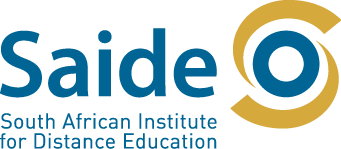 Saide
South African Institute
for Distance Education